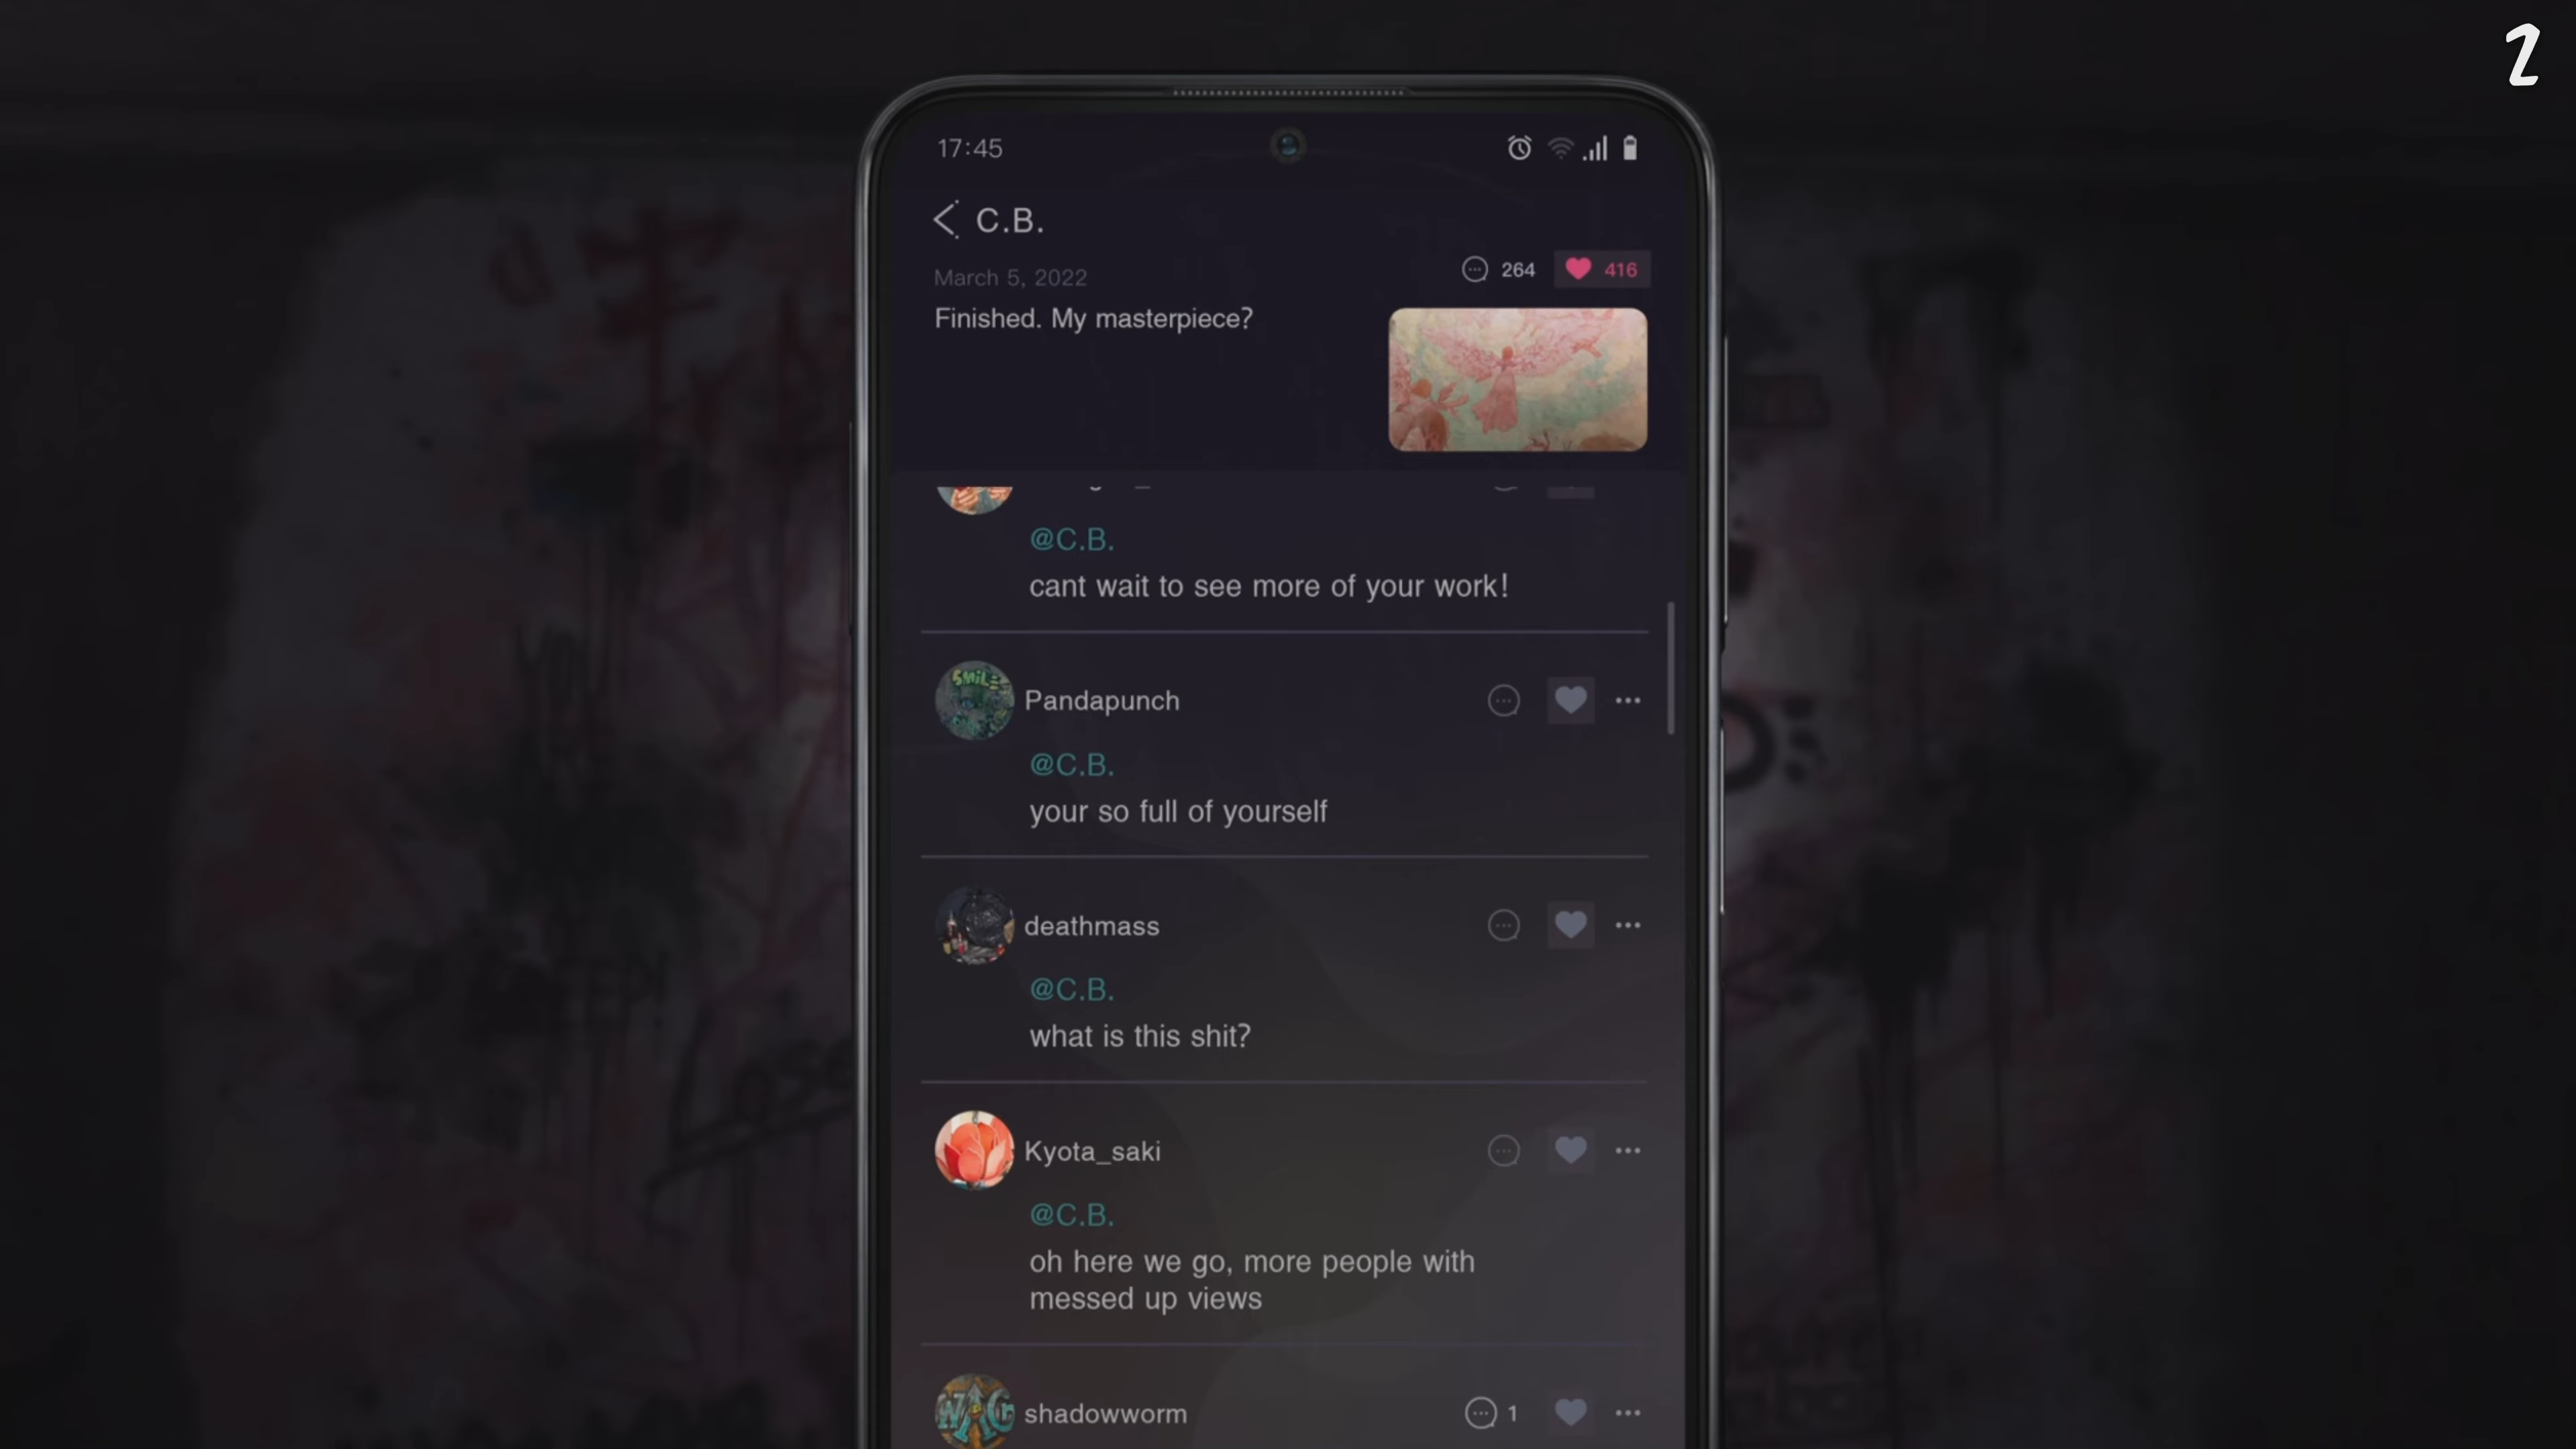 2
17:45
C.B.
March 5, 2022
264
416
Finished. My masterpiece?
@C.B.
cant wait to see more of your work!
SMILE
Pandapunch
@C.B.
your so full of yourself
deathmass
@C.B.
what is this shit?
Kyota_saki
@C.B.
oh here we go, more people with
messed up views
shadowworm
1